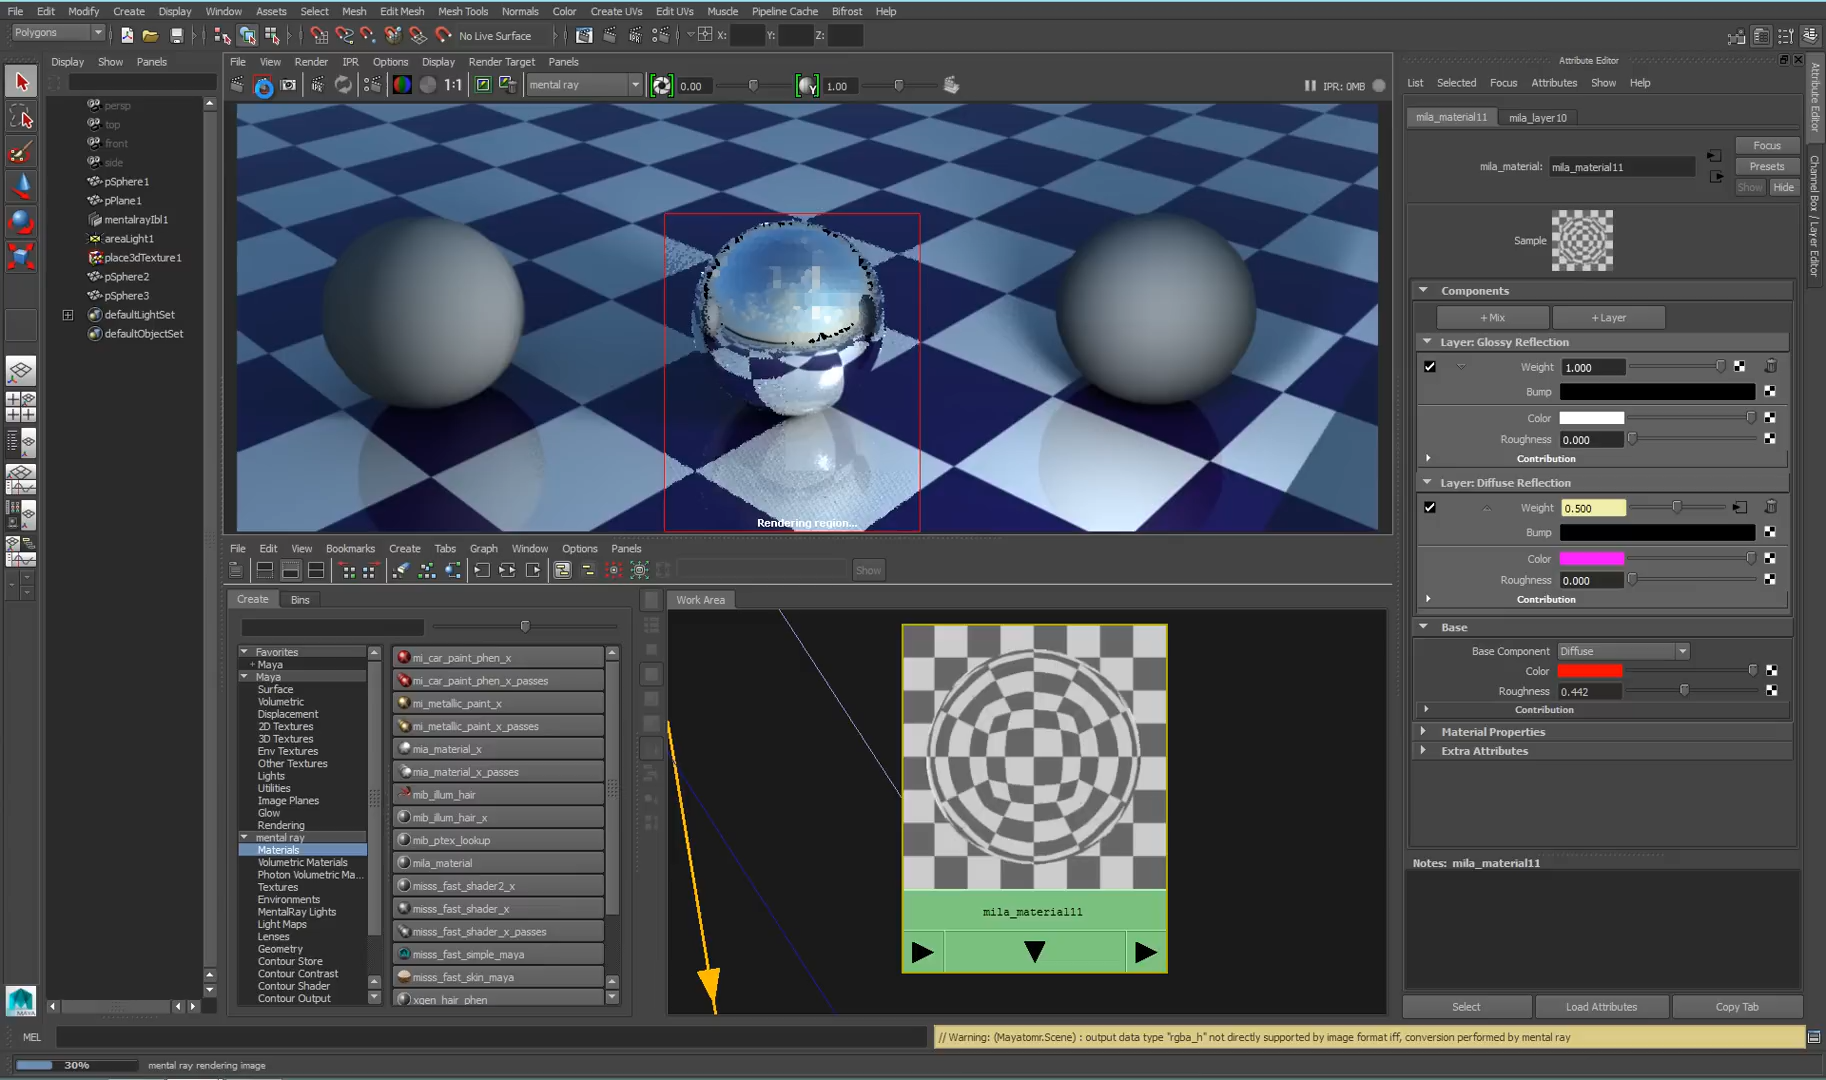 File Edit Modify Create Display Window Assets Select Mesh Edit Mesh Mesh Tools Normals Color Create UVs Edit UVs Muscle Pipeline Cache Bifrost Help
Polygons No Live Surface X: Y: Z:
Attribute Editor
Display Show Panels
File View Render IPR Options Display Render Target Panels
List Selected Focus Attributes Show Help
1:1 mental ray 0.00 1.00 IPR: 0MB
persp
top
front
side
pSphere1
pPlane1
mentalrayIbl1
areaLight1
place3dTexture1
pSphere2
pSphere3
defaultLightSet
defaultObjectSet
Rendering region...
mila_material11 mila_layer10
Focus
mila_material: mila_material11
Presets
Show Hide
Sample
Components
+Mix +Layer
Layer: Glossy Reflection
Weight 1.000
Bump
Color
Roughness 0.000
Contribution
Layer: Diffuse Reflection
Weight 0.500
Bump
Color
Roughness 0.000
Contribution
Base
Base Component Diffuse
Color
Roughness 0.442
Contribution
Material Properties
Extra Attributes
Notes: mila_material11
Select Load Attributes Copy Tab
Attribute Editor
Channel Box / Layer Editor
File Edit View Bookmarks Create Tabs Graph Window Options Panels
Show
Create Bins
Work Area
Favorites
+ Maya
Maya
Surface
Volumetric
Displacement
2D Textures
3D Textures
Env Textures
Other Textures
Lights
Utilities
Image Planes
Glow
Rendering
mental ray
Materials
Volumetric Materials
Photon Volumetric Ma...
Textures
Environments
MentalRay Lights
Light Maps
Lenses
Geometry
Contour Store
Contour Contrast
Contour Shader
Contour Output
mi_car_paint_phen_x
mi_car_paint_phen_x_passes
mi_metallic_paint_x
mi_metallic_paint_x_passes
mia_material_x
mia_material_x_passes
mib_illum_hair
mib_illum_hair_x
mib_ptex_lookup
mila_material
misss_fast_shader2_x
misss_fast_shader_x
misss_fast_shader_x_passes
misss_fast_simple_maya
misss_fast_skin_maya
xgen_hair_phen
mila_material11
MAYA
MEL
// Warning: (Mayatomr.Scene) : output data type "rgba_h" not directly supported by image format iff, conversion performed by mental ray
30% mental ray rendering image